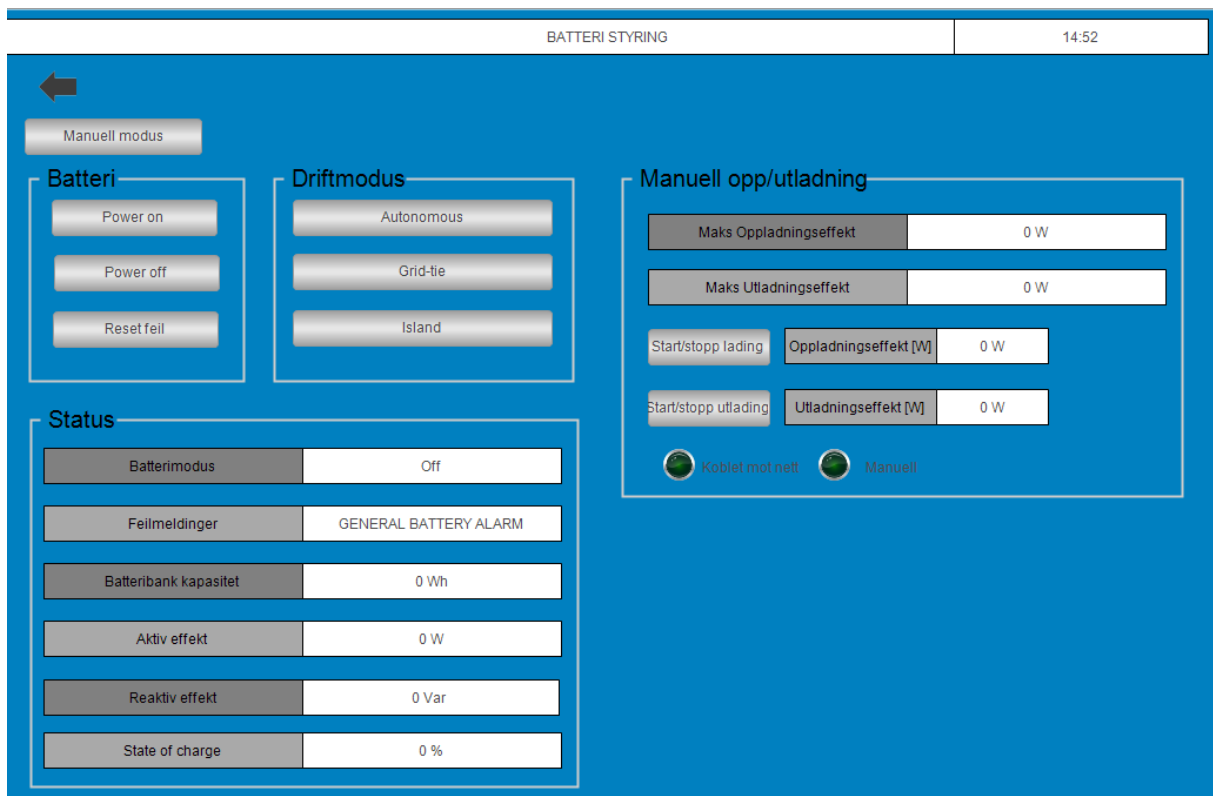 BATTERI STYRING
14:52
Manuell modus
Batteri
Power on
Power off
Reset feil
Driftmodus
Autonomous
Grid-tie
Island
Manuell opp/utladning
Maks Oppladningseffekt 0 W
Maks Utladningseffekt 0 W
Start/stopp lading Oppladningseffekt [W] 0 W
Start/stopp utlading Utladningseffekt [W] 0 W
Koblet mot nett Manuell
Status
Batterimodus Off
Feilmeldinger GENERAL BATTERY ALARM
Batteribank kapasitet 0 Wh
Aktiv effekt 0 W
Reaktiv effekt 0 Var
State of charge 0 %